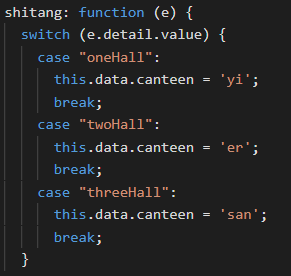 shitang: function (e) {
  switch (e.detail.value) {
    case "oneHall":
      this.data.canteen = 'yi';
      break;
    case "twoHall":
      this.data.canteen = 'er';
      break;
    case "threeHall":
      this.data.canteen = 'san';
      break;
  }